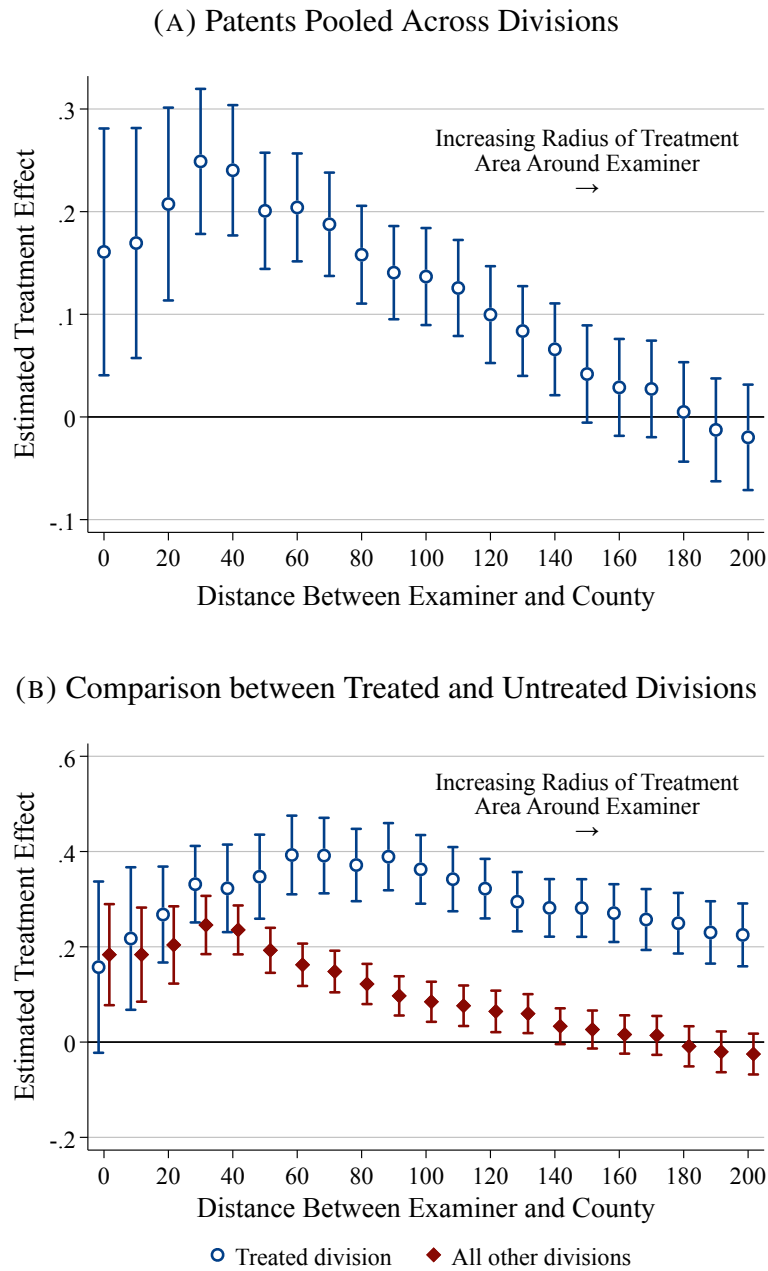 (A) Patents Pooled Across Divisions
Estimated Treatment Effect
.3
.2
.1
0
-.1
Increasing Radius of Treatment
Area Around Examiner
→
0 20 40 60 80 100 120 140 160 180 200
Distance Between Examiner and County
(B) Comparison between Treated and Untreated Divisions
Estimated Treatment Effect
.6
.4
.2
0
-.2
Increasing Radius of Treatment
Area Around Examiner
→
0 20 40 60 80 100 120 140 160 180 200
Distance Between Examiner and County
Treated division All other divisions